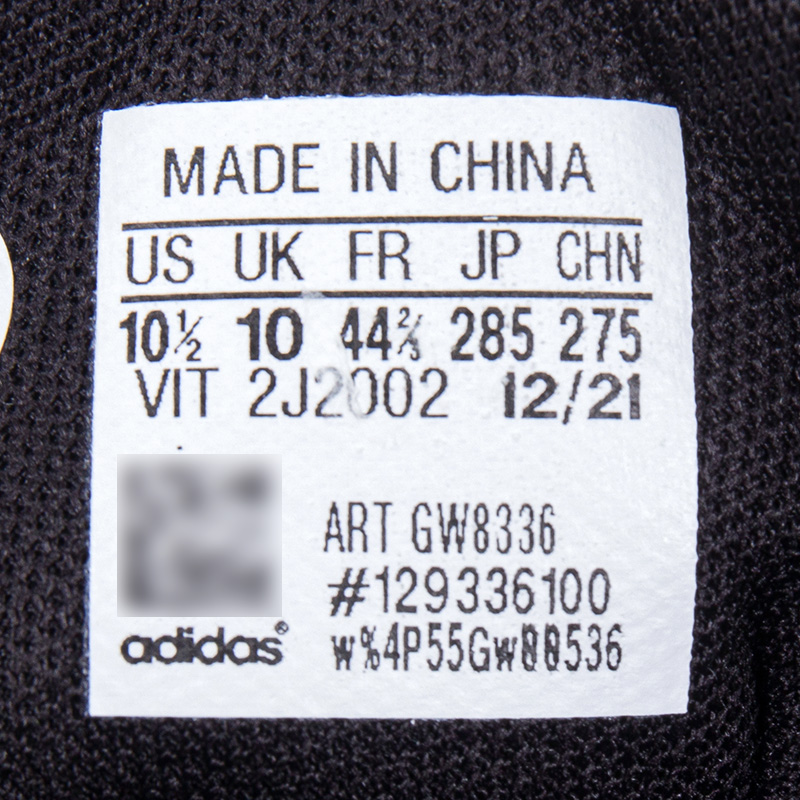 MADE IN CHINA
US UK FR JP CHN
10½ 10 44⅔ 285 275
VIT 2J2002 12/21
ART GW8336
#129336100
adidas®